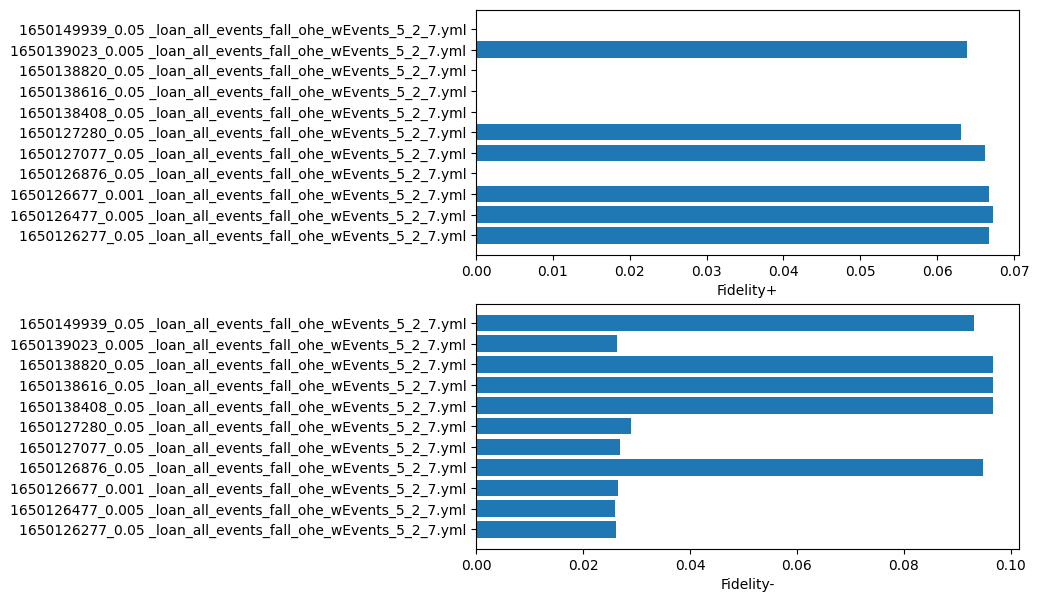 1650149939_0.05 _loan_all_events_fall_ohe_wEvents_5_2_7.yml
1650139023_0.005 _loan_all_events_fall_ohe_wEvents_5_2_7.yml
1650138820_0.05 _loan_all_events_fall_ohe_wEvents_5_2_7.yml
1650138616_0.05 _loan_all_events_fall_ohe_wEvents_5_2_7.yml
1650138408_0.05 _loan_all_events_fall_ohe_wEvents_5_2_7.yml
1650127280_0.05 _loan_all_events_fall_ohe_wEvents_5_2_7.yml
1650127077_0.05 _loan_all_events_fall_ohe_wEvents_5_2_7.yml
1650126876_0.05 _loan_all_events_fall_ohe_wEvents_5_2_7.yml
1650126677_0.001 _loan_all_events_fall_ohe_wEvents_5_2_7.yml
1650126477_0.005 _loan_all_events_fall_ohe_wEvents_5_2_7.yml
1650126277_0.05 _loan_all_events_fall_ohe_wEvents_5_2_7.yml
0.00 0.01 0.02 0.03 0.04 0.05 0.06 0.07
Fidelity+
1650149939_0.05 _loan_all_events_fall_ohe_wEvents_5_2_7.yml
1650139023_0.005 _loan_all_events_fall_ohe_wEvents_5_2_7.yml
1650138820_0.05 _loan_all_events_fall_ohe_wEvents_5_2_7.yml
1650138616_0.05 _loan_all_events_fall_ohe_wEvents_5_2_7.yml
1650138408_0.05 _loan_all_events_fall_ohe_wEvents_5_2_7.yml
1650127280_0.05 _loan_all_events_fall_ohe_wEvents_5_2_7.yml
1650127077_0.05 _loan_all_events_fall_ohe_wEvents_5_2_7.yml
1650126876_0.05 _loan_all_events_fall_ohe_wEvents_5_2_7.yml
1650126677_0.001 _loan_all_events_fall_ohe_wEvents_5_2_7.yml
1650126477_0.005 _loan_all_events_fall_ohe_wEvents_5_2_7.yml
1650126277_0.05 _loan_all_events_fall_ohe_wEvents_5_2_7.yml
0.00 0.02 0.04 0.06 0.08 0.10
Fidelity-